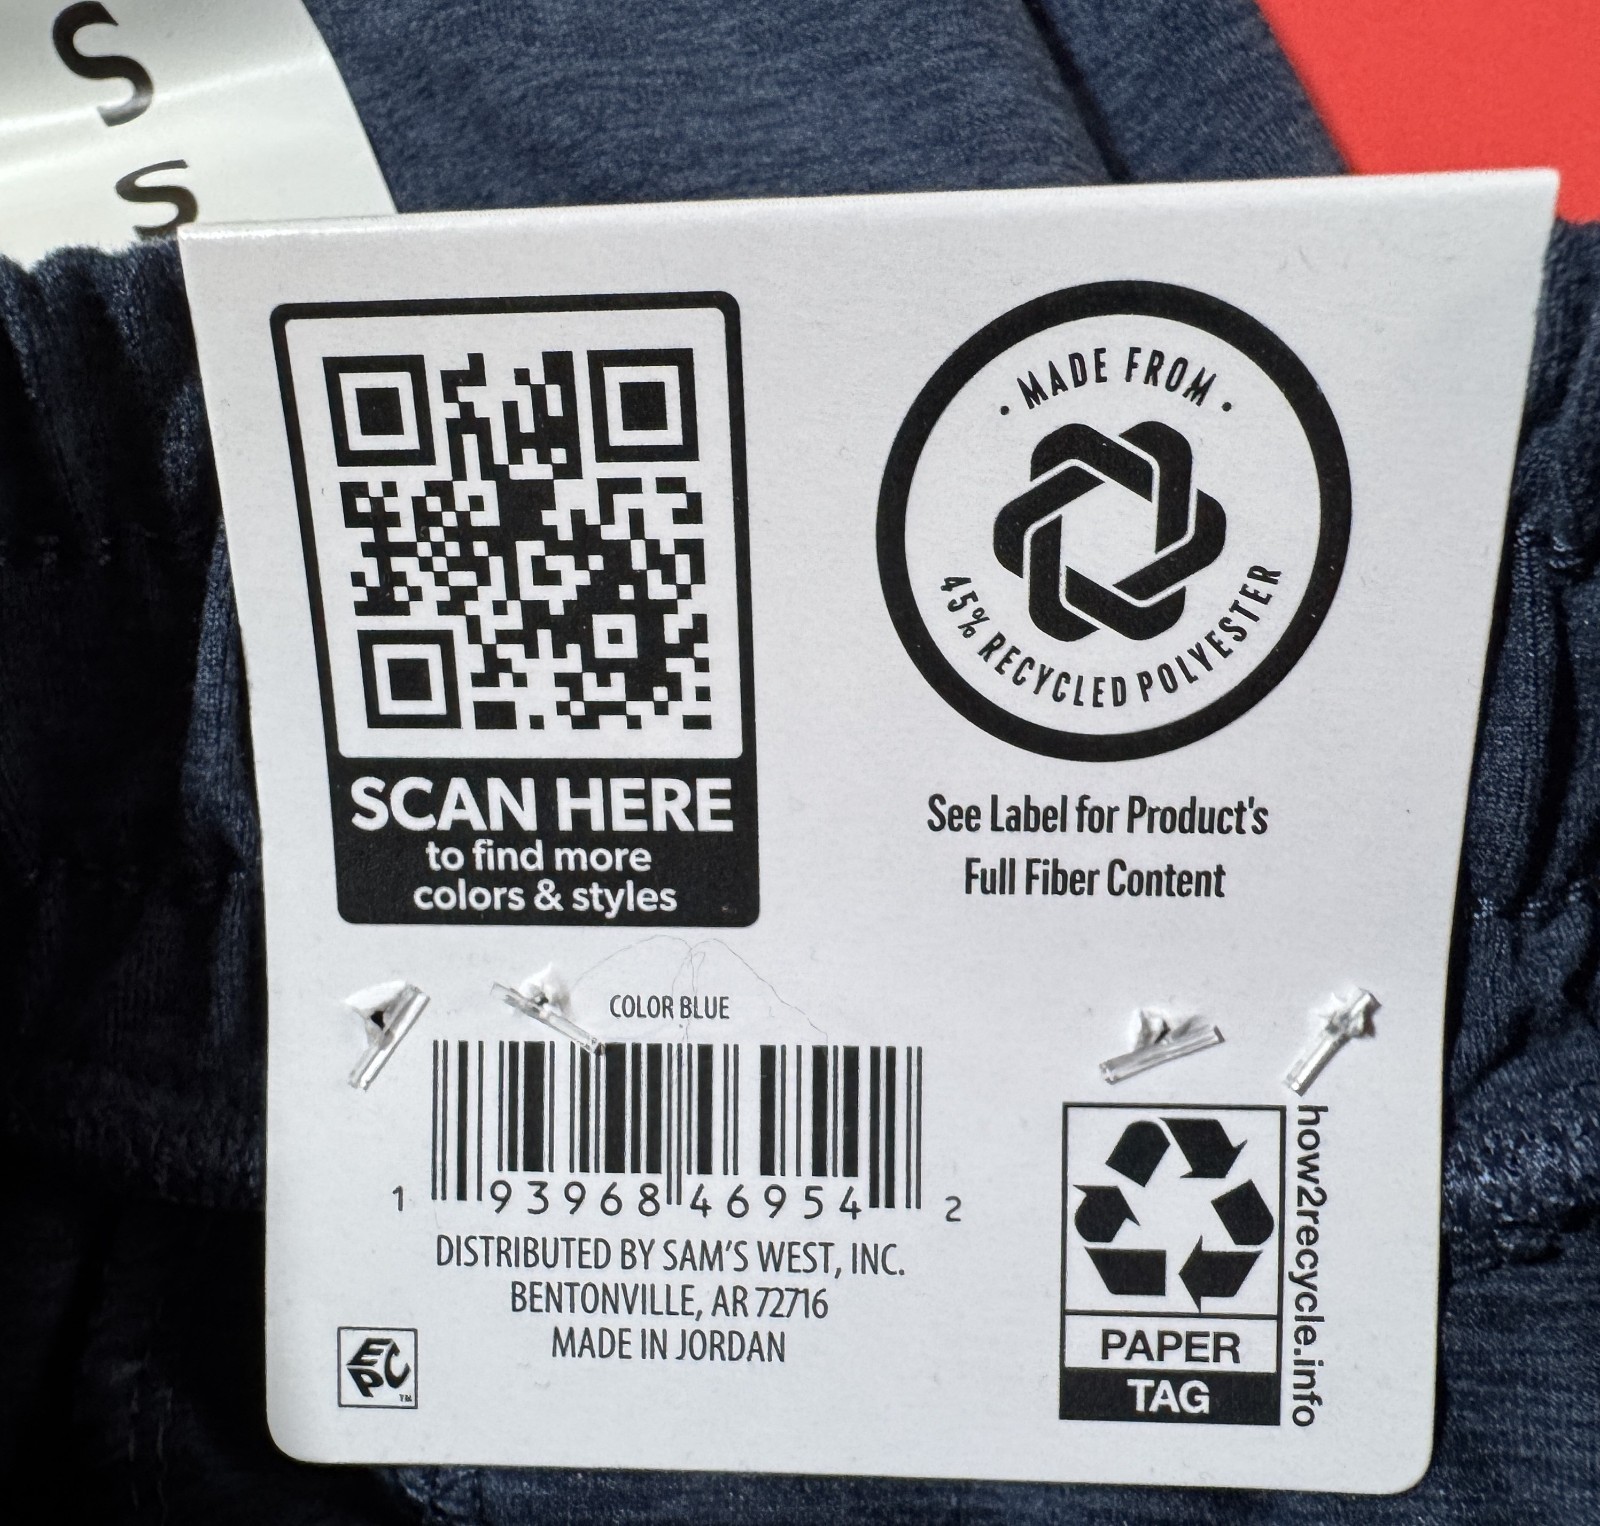 S
S
SCAN HERE
to find more
colors & styles
• MADE FROM •
45% RECYCLED POLYESTER
See Label for Product's
Full Fiber Content
COLOR BLUE
1 93968 46954 2
DISTRIBUTED BY SAM'S WEST, INC.
BENTONVILLE, AR 72716
MADE IN JORDAN
EPC™
PAPER
TAG
how2recycle.info